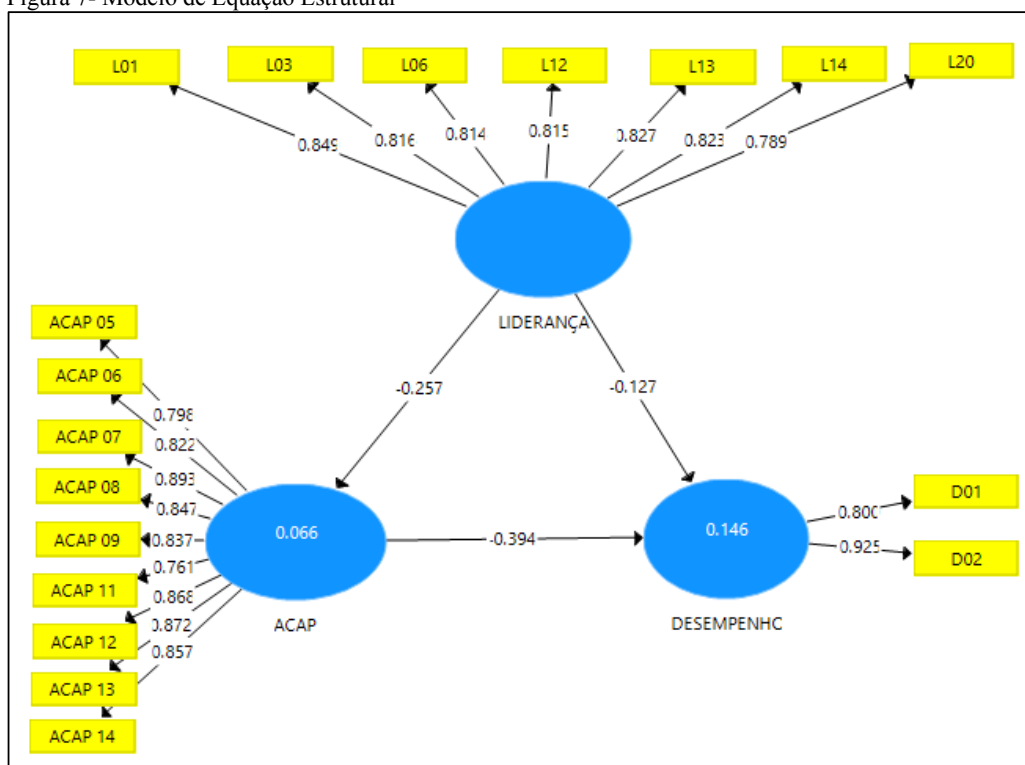 Figura 7- Modelo de Equação Estrutural
L01
L03
L06
L12
L13
L14
L20
0.849
0.816
0.814
0.815
0.827
0.823
0.789
LIDERANÇA
-0.257
-0.127
ACAP 05
ACAP 06
ACAP 07
ACAP 08
ACAP 09
ACAP 11
ACAP 12
ACAP 13
ACAP 14
0.798
0.822
0.893
0.847
0.837
0.761
0.868
0.872
0.857
0.066
ACAP
-0.394
0.146
DESEMPENHC
0.800
0.925
D01
D02